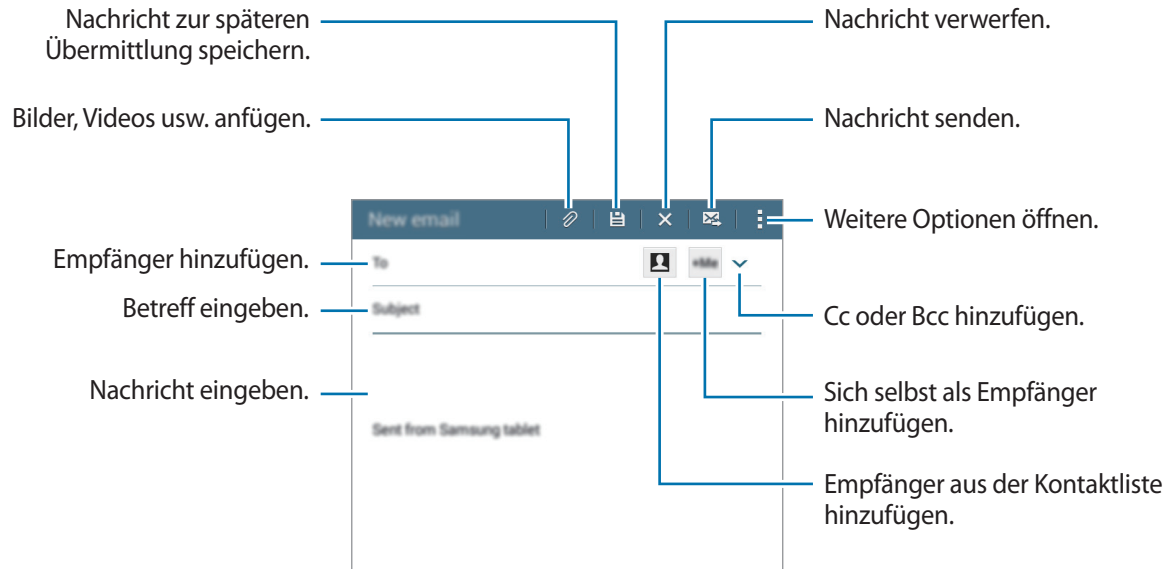 Nachricht zur späteren
Übermittlung speichern.
Nachricht verwerfen.
Bilder, Videos usw. anfügen.
Nachricht senden.
New email
Weitere Optionen öffnen.
Empfänger hinzufügen.
To
+Me
Betreff eingeben.
Subject
Cc oder Bcc hinzufügen.
Nachricht eingeben.
Sich selbst als Empfänger
hinzufügen.
Sent from Samsung tablet
Empfänger aus der Kontaktliste
hinzufügen.